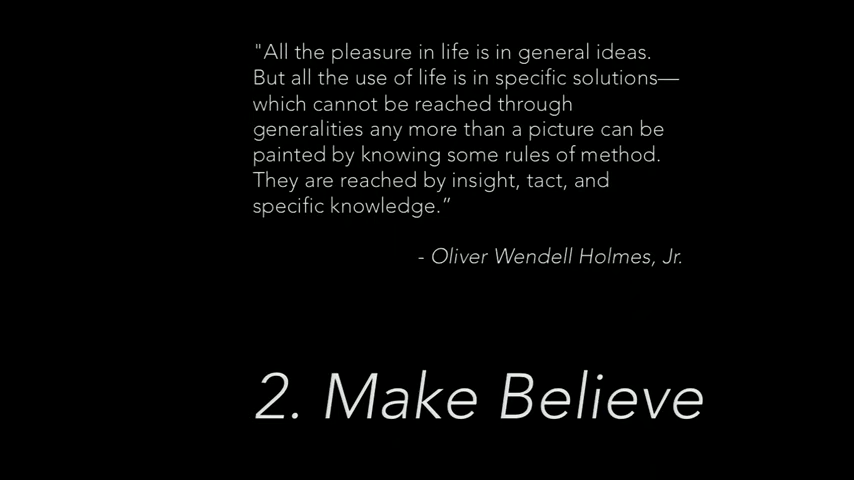 "All the pleasure in life is in general ideas.
But all the use of life is in specific solutions—
which cannot be reached through
generalities any more than a picture can be
painted by knowing some rules of method.
They are reached by insight, tact, and
specific knowledge.”
- Oliver Wendell Holmes, Jr.
2. Make Believe